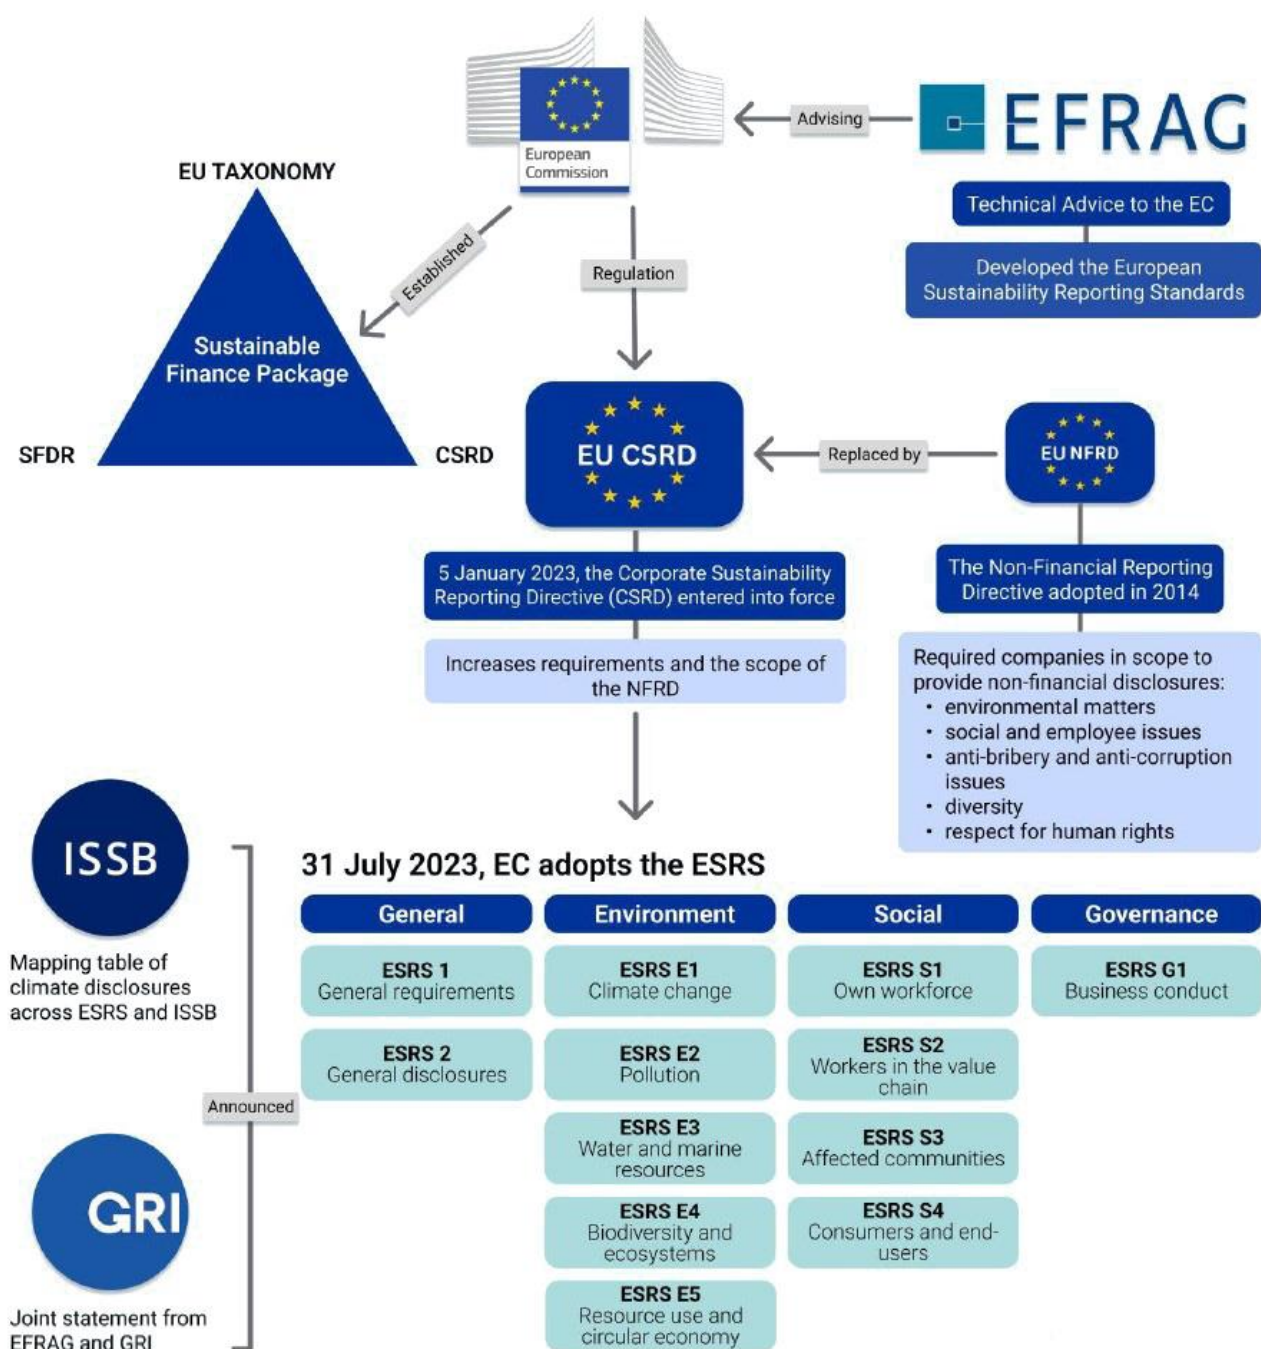 European
Commission
Advising
EFRAG
Technical Advice to the EC
Developed the European
Sustainability Reporting Standards
EU TAXONOMY
Established
Regulation
Sustainable
Finance Package
SFDR
CSRD
EU CSRD
Replaced by
EU NFRD
5 January 2023, the Corporate Sustainability
Reporting Directive (CSRD) entered into force
Increases requirements and the scope of
the NFRD
The Non-Financial Reporting
Directive adopted in 2014
Required companies in scope to
provide non-financial disclosures:
• environmental matters
• social and employee issues
• anti-bribery and anti-corruption
issues
• diversity
• respect for human rights
ISSB
Mapping table of
climate disclosures
across ESRS and ISSB
Announced
GRI
Joint statement from
EFRAG and GRI
31 July 2023, EC adopts the ESRS
General
ESRS 1
General requirements
ESRS 2
General disclosures
Environment
ESRS E1
Climate change
ESRS E2
Pollution
ESRS E3
Water and marine
resources
ESRS E4
Biodiversity and
ecosystems
ESRS E5
Resource use and
circular economy
Social
ESRS S1
Own workforce
ESRS S2
Workers in the value
chain
ESRS S3
Affected communities
ESRS S4
Consumers and end-
users
Governance
ESRS G1
Business conduct